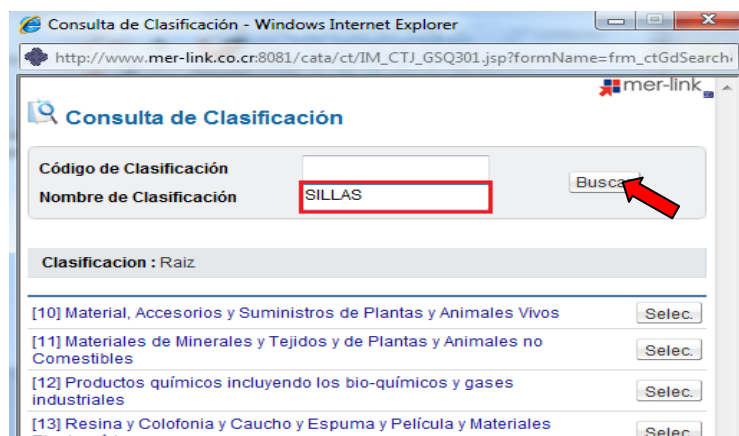 Consulta de Clasificación - Windows Internet Explorer
http://www.mer-link.co.cr:8081/cata/ct/IM_CTJ_GSQ301.jsp?formName=frm_ctGdSearch
mer-link
Consulta de Clasificación
Código de Clasificación
Nombre de Clasificación SILLAS
Clasificacion : Raiz
[10] Material, Accesorios y Suministros de Plantas y Animales Vivos Selec.
[11] Materiales de Minerales y Tejidos y de Plantas y Animales no
Comestibles Selec.
[12] Productos químicos incluyendo los bio-químicos y gases
industriales Selec.
[13] Resina y Colofonia y Caucho y Espuma y Película y Materiales
Selec